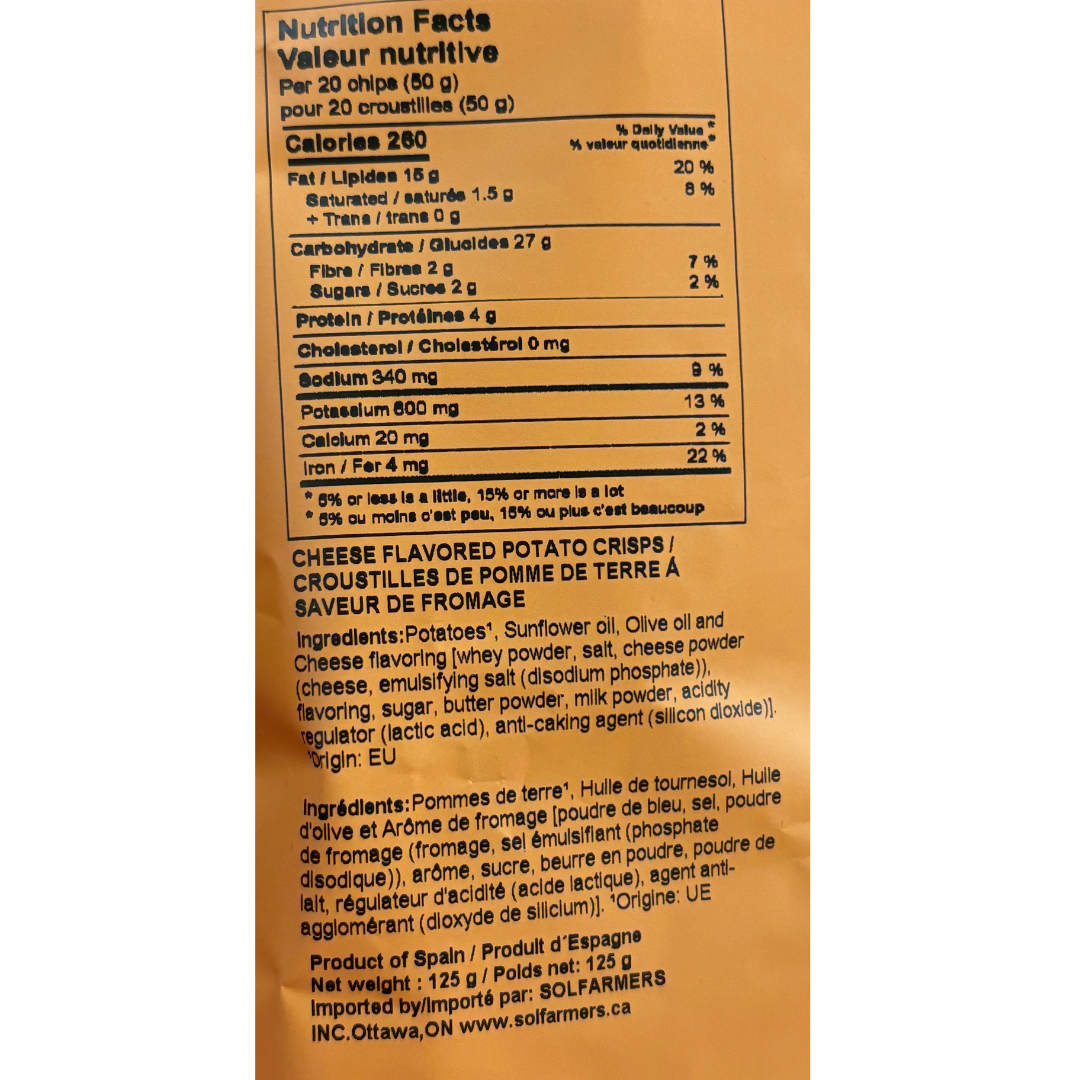 Nutrition Facts
Valeur nutritive
Per 20 chips (50 g)
pour 20 croustilles (50 g)
Calories 260
% Daily Value *
% valeur quotidienne *
Fat / Lipides 15 g 20 %
Saturated / saturés 1.5 g 8 %
+ Trans / trans 0 g
Carbohydrate / Glucides 27 g
Fibre / Fibres 2 g 7 %
Sugars / Sucres 2 g 2 %
Protein / Protéines 4 g
Cholesterol / Cholestérol 0 mg
Sodium 340 mg 9 %
Potassium 600 mg 13 %
Calcium 20 mg 2 %
Iron / Fer 4 mg 22 %
* 5% or less is a little, 15% or more is a lot
* 5% ou moins c'est peu, 15% ou plus c'est beaucoup
CHEESE FLAVORED POTATO CRISPS /
CROUSTILLES DE POMME DE TERRE Á
SAVEUR DE FROMAGE
Ingredients:Potatoes¹, Sunflower oil, Olive oil and
Cheese flavoring [whey powder, salt, cheese powder
(cheese, emulsifying salt (disodium phosphate)),
flavoring, sugar, butter powder, milk powder, acidity
regulator (lactic acid), anti-caking agent (silicon dioxide)].
¹Origin: EU
Ingrédients:Pommes de terre¹, Huile de tournesol, Huile
d'olive et Arôme de fromage [poudre de bleu, sel, poudre
de fromage (fromage, sel émulsifiant (phosphate
disodique)), arôme, sucre, beurre en poudre, poudre de
lait, régulateur d'acidité (acide lactique), agent anti-
agglomérant (dioxyde de silicium)]. ¹Origine: UE
Product of Spain / Produit d´Espagne
Net weight : 125 g / Poids net: 125 g
Imported by/Importé par: SOLFARMERS
INC.Ottawa,ON www.solfarmers.ca